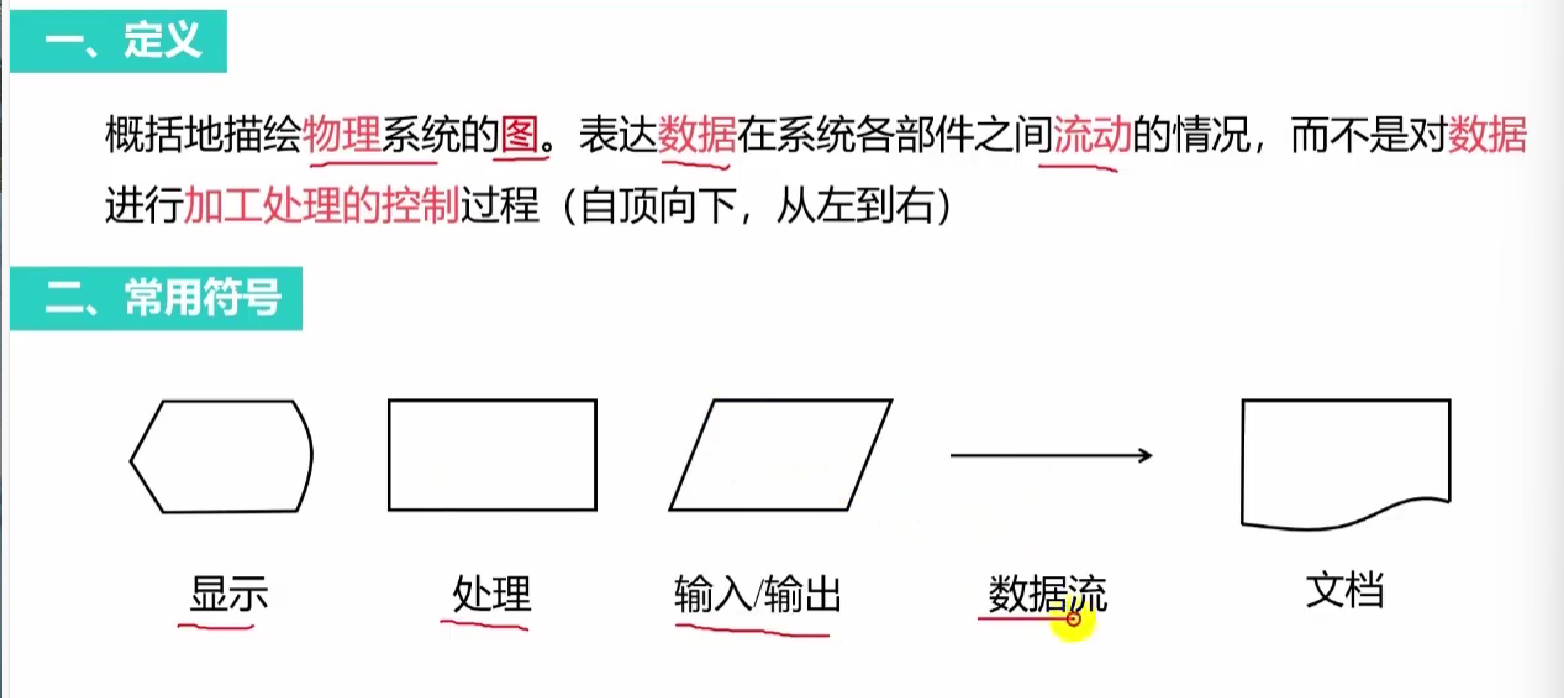 一、定义
概括地描绘物理系统的图。表达数据在系统各部件之间流动的情况，而不是对数据
进行加工处理的控制过程（自顶向下，从左到右）
二、常用符号
显示 处理 输入/输出 数据流 文档